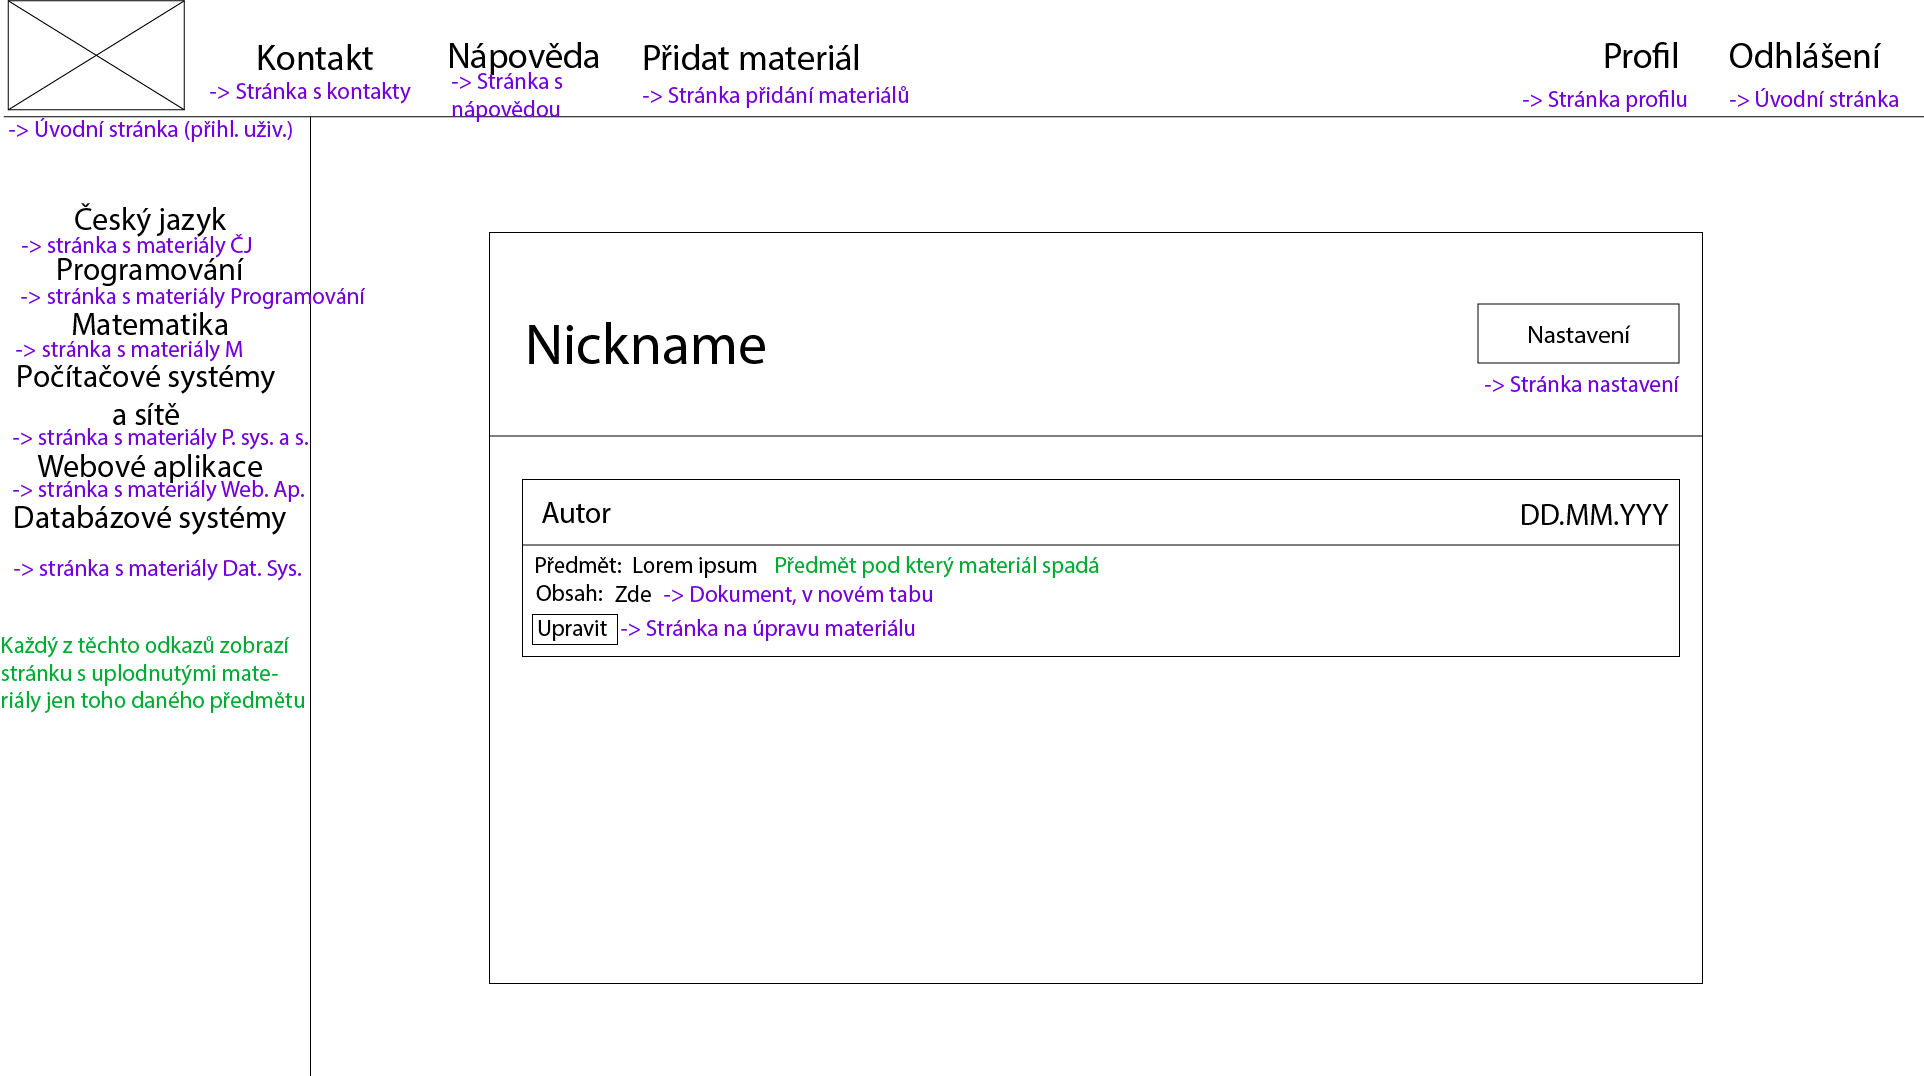 Kontakt
-> Stránka s kontakty
Nápověda
-> Stránka s
nápovědou
Přidat materiál
-> Stránka přidání materiálů
Profil
-> Stránka profilu
Odhlášení
-> Úvodní stránka
-> Úvodní stránka (přihl. uživ.)
Český jazyk
-> stránka s materiály ČJ
Programování
-> stránka s materiály Programování
Matematika
-> stránka s materiály M
Počítačové systémy
a sítě
-> stránka s materiály P. sys. a s.
Webové aplikace
-> stránka s materiály Web. Ap.
Databázové systémy
-> stránka s materiály Dat. Sys.
Každý z těchto odkazů zobrazí
stránku s uplodnutými mate-
riály jen toho daného předmětu
Nickname
Nastavení
-> Stránka nastavení
Autor
DD.MM.YYY
Předmět: Lorem ipsum Předmět pod který materiál spadá
Obsah: Zde -> Dokument, v novém tabu
Upravit -> Stránka na úpravu materiálu